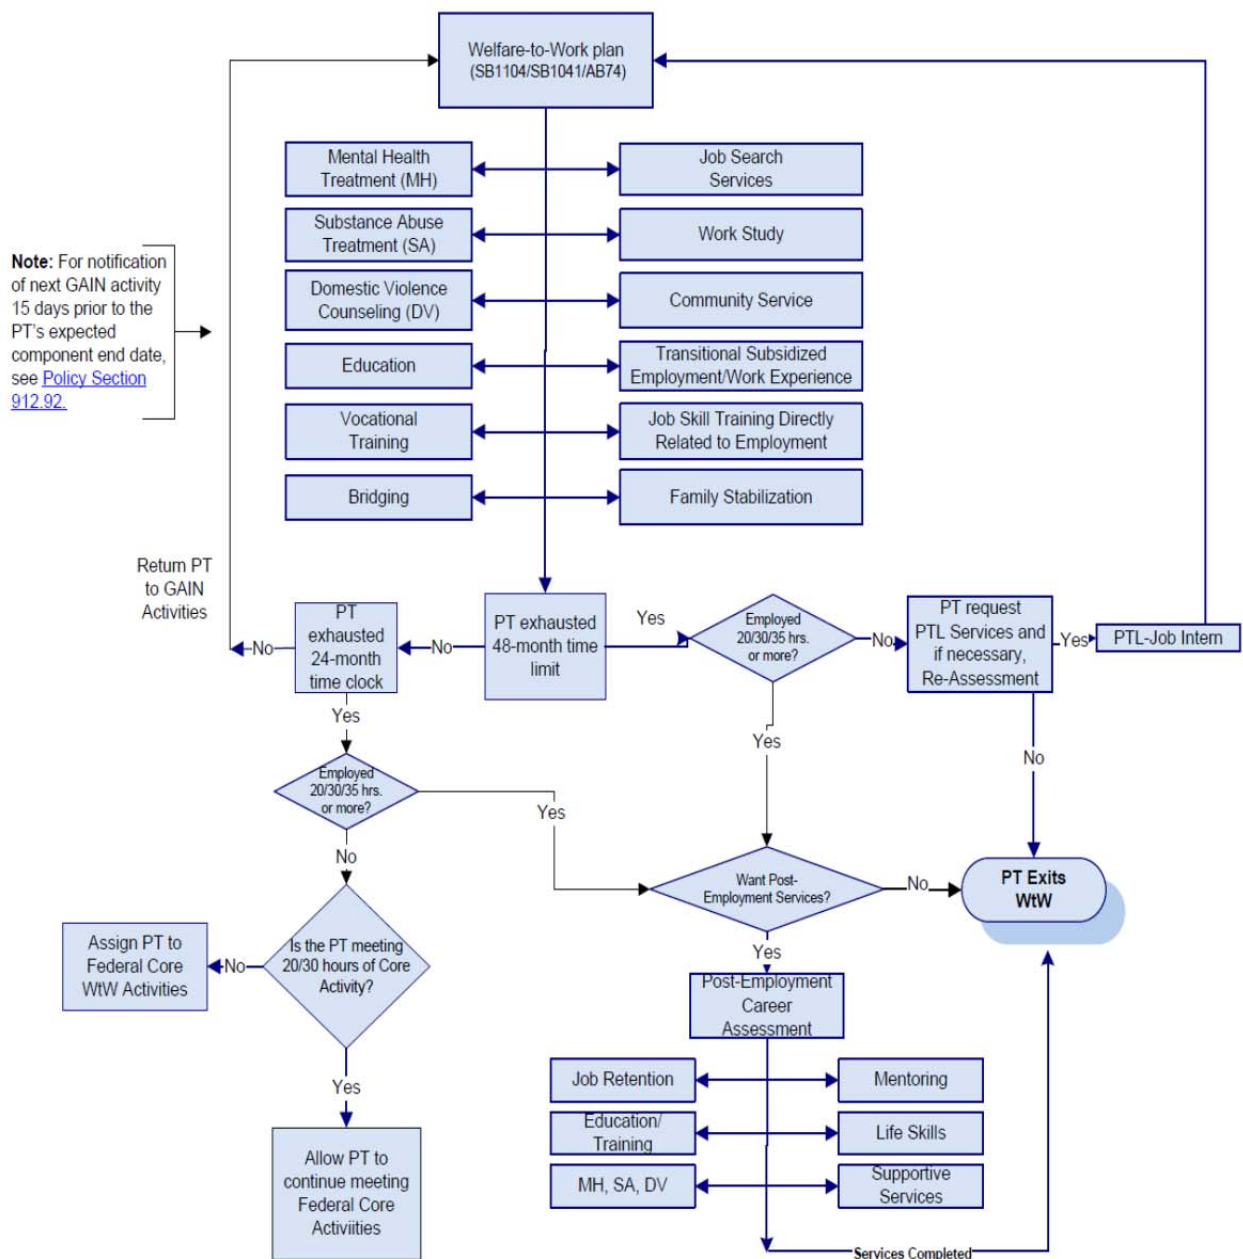 Welfare-to-Work plan
(SB1104/SB1041/AB74)
Mental Health
Treatment (MH)
Job Search
Services
Substance Abuse
Treatment (SA)
Work Study
Note: For notification
of next GAIN activity
15 days prior to the
PT's expected
component end date,
see Policy Section
912.92.
Domestic Violence
Counseling (DV)
Community Service
Education
Transitional Subsidized
Employment/Work Experience
Vocational
Training
Job Skill Training Directly
Related to Employment
Bridging
Family Stabilization
Return PT
to GAIN
Activities
No
PT
exhausted
24-month
time clock
No
PT exhausted
48-month time
limit
Yes
Employed
20/30/35 hrs.
or more?
No
PT request
PTL Services and
if necessary,
Re-Assessment
Yes
PTL-Job Intern
Yes
Yes
No
Employed
20/30/35 hrs.
or more?
Yes
No
Want Post-
Employment Services?
No
PT Exits
WtW
Assign PT to
Federal Core
WtW Activities
No
Is the PT meeting
20/30 hours of Core
Activity?
Yes
Post-Employment
Career
Assessment
Yes
Job Retention
Mentoring
Education/
Training
Life Skills
Allow PT to
continue meeting
Federal Core
Activiities
MH, SA, DV
Supportive
Services
Services Completed